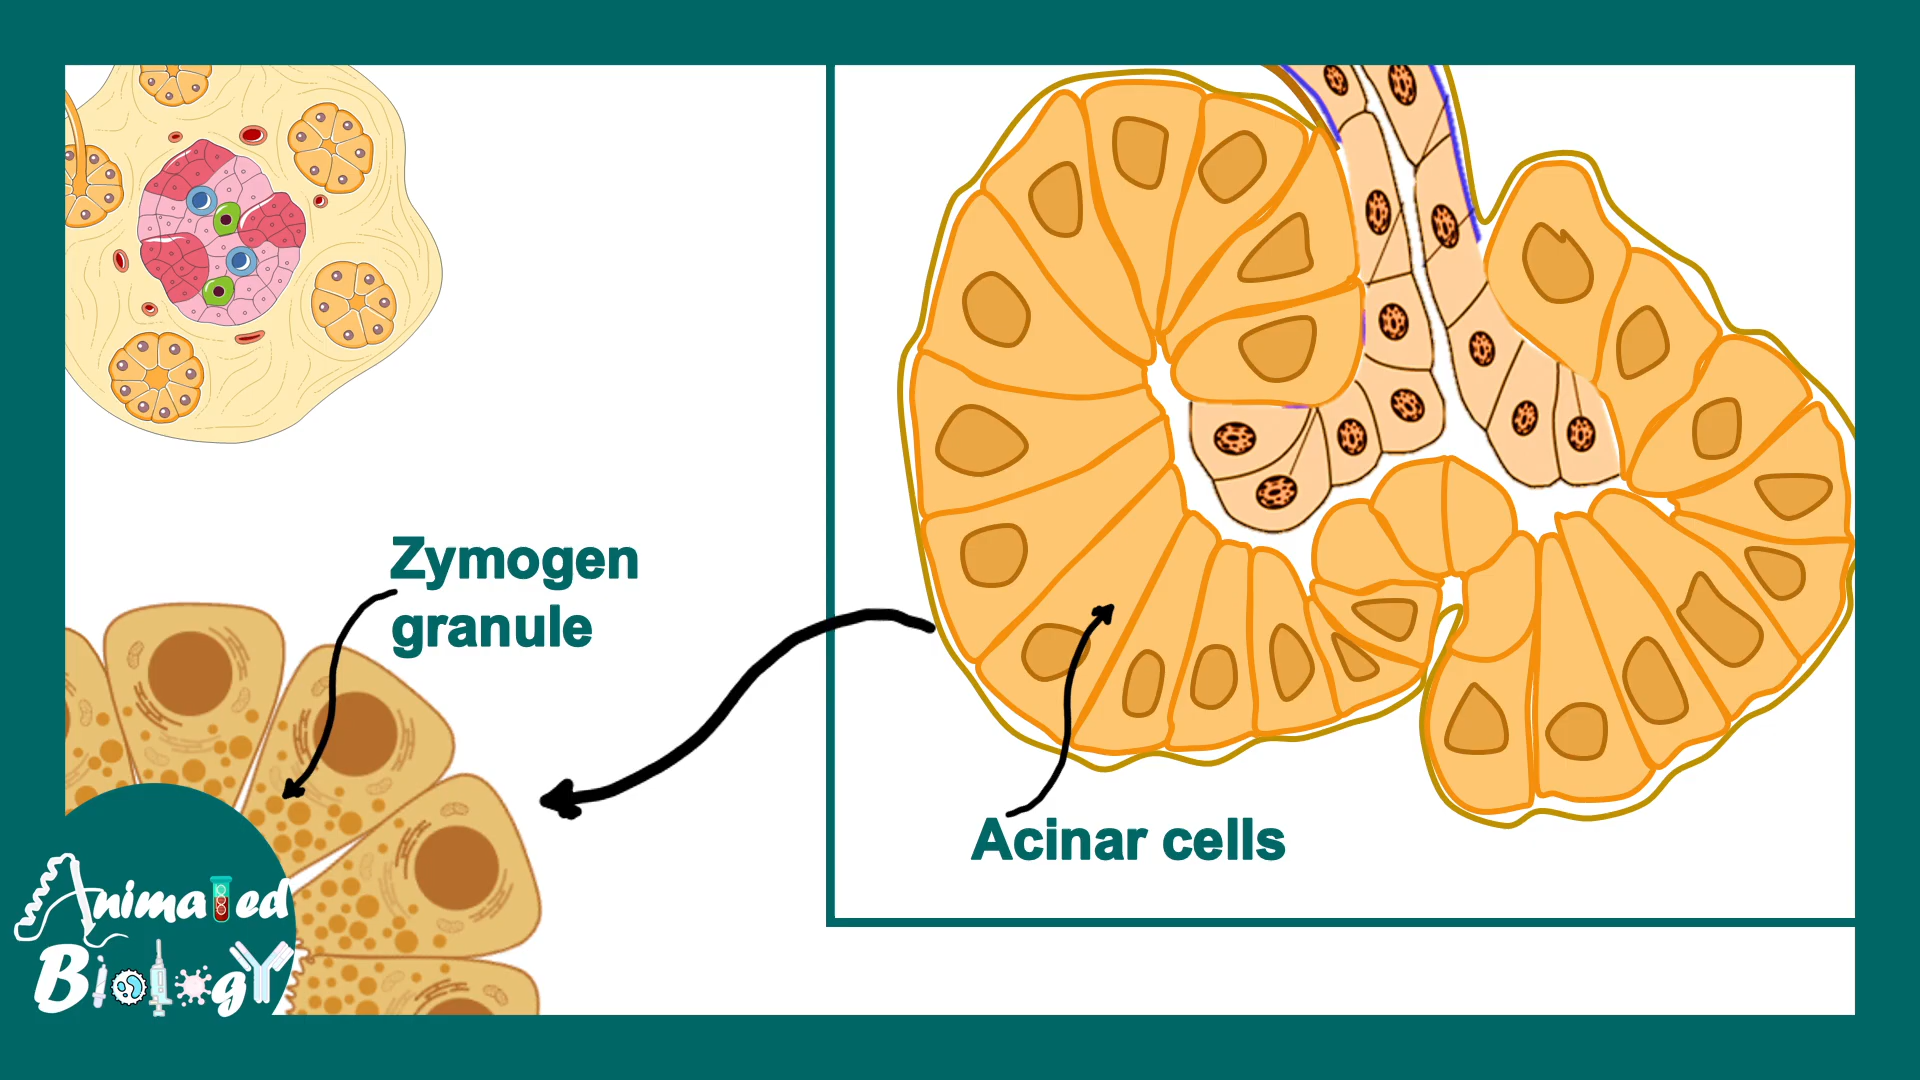 Zymogen
granule
Acinar cells
Animated
Biology